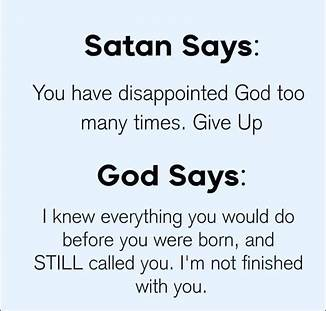 Satan Says:
You have disappointed God too
many times. Give Up
God Says:
I knew everything you would do
before you were born, and
STILL called you. I'm not finished
with you.